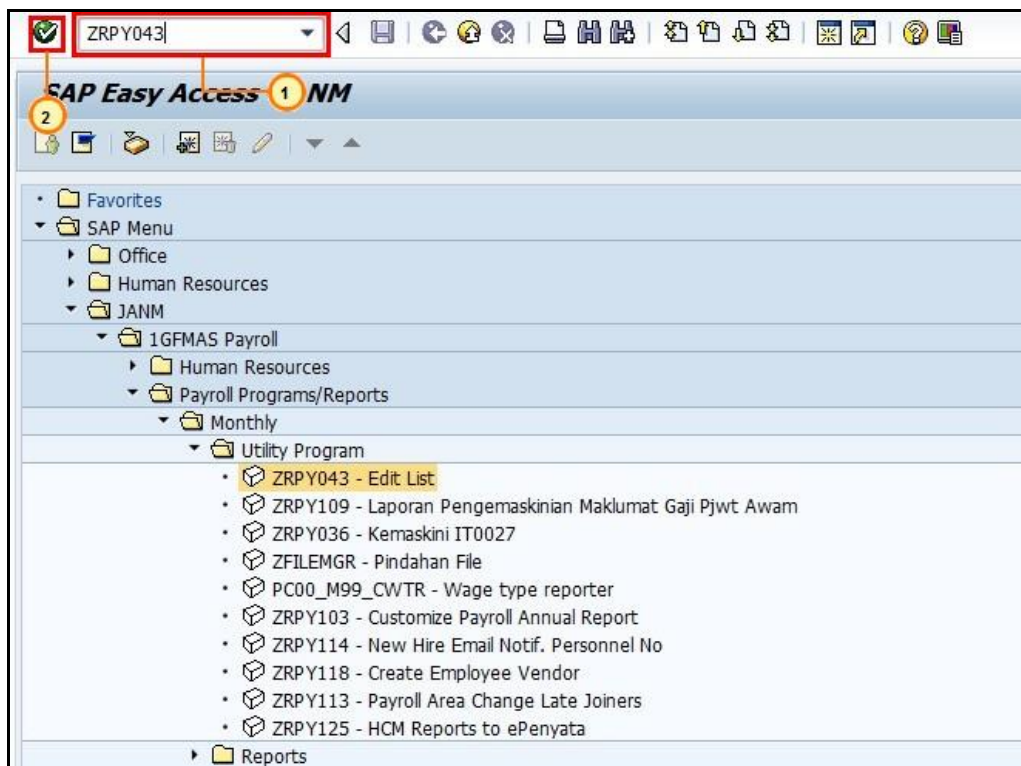 ZRPY043
SAP Easy Access 1 NM
2
Favorites
SAP Menu
Office
Human Resources
JANM
1GFMAS Payroll
Human Resources
Payroll Programs/Reports
Monthly
Utility Program
ZRPY043 - Edit List
ZRPY109 - Laporan Pengemaskinian Maklumat Gaji Pjwt Awam
ZRPY036 - Kemaskini IT0027
ZFILEMGR - Pindahan File
PC00_M99_CWTR - Wage type reporter
ZRPY103 - Customize Payroll Annual Report
ZRPY114 - New Hire Email Notif. Personnel No
ZRPY118 - Create Employee Vendor
ZRPY113 - Payroll Area Change Late Joiners
ZRPY125 - HCM Reports to ePenyata
Reports